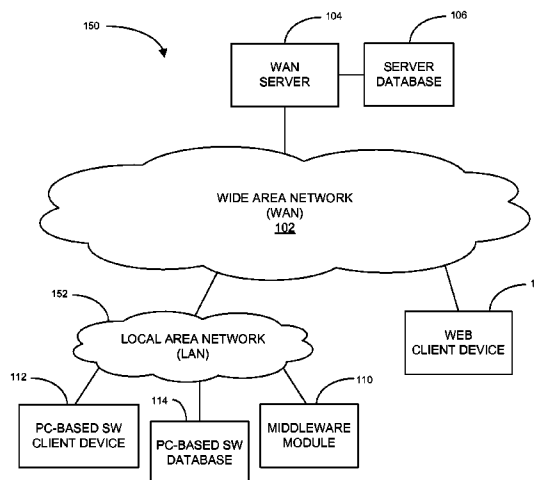 150
104
106
WAN
SERVER
SERVER
DATABASE
WIDE AREA NETWORK
(WAN)
102
152
LOCAL AREA NETWORK
(LAN)
WEB
CLIENT DEVICE
112
114
110
PC-BASED SW
CLIENT DEVICE
PC-BASED SW
DATABASE
MIDDLEWARE
MODULE